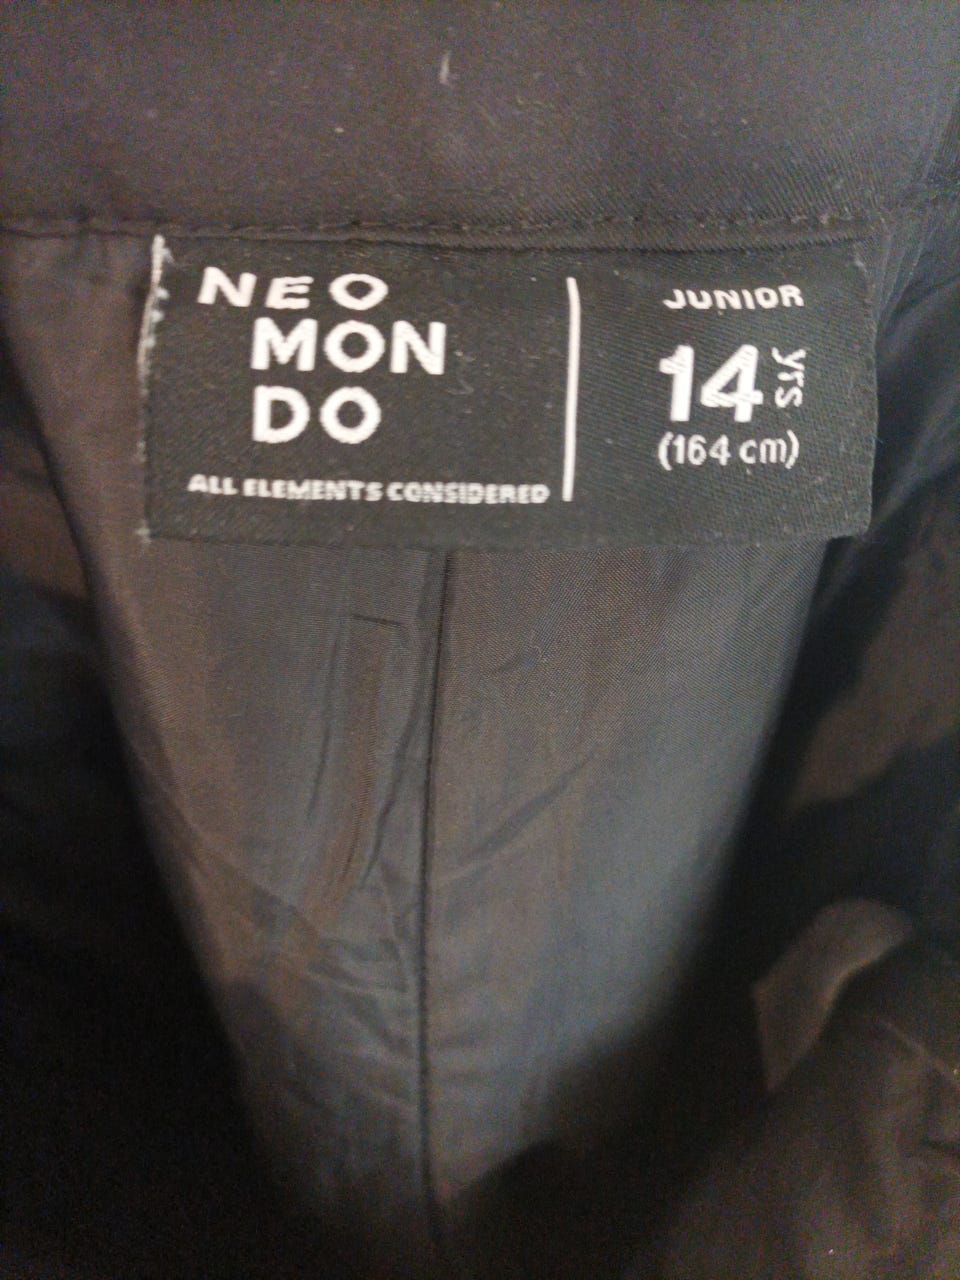 NEO
MON
DO
ALL ELEMENTS CONSIDERED
JUNIOR
14 yrs
(164 cm)